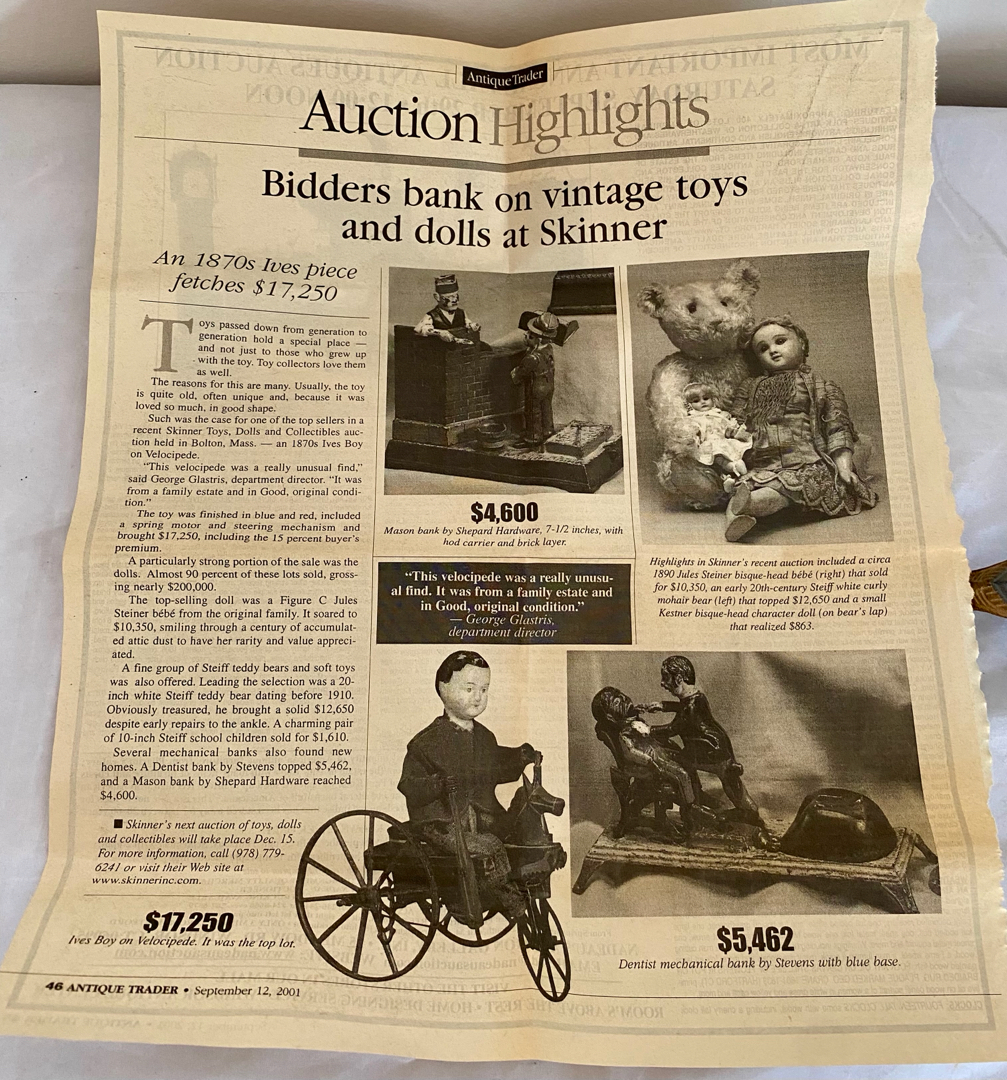 Antique Trader
Auction Highlights
Bidders bank on vintage toys
and dolls at Skinner
An 1870s Ives piece
fetches $17,250
Toys passed down from generation to
generation hold a special place —
and not just to those who grew up
with the toy. Toy collectors love them
as well.
The reasons for this are many. Usually, the toy
is quite old, often unique and, because it was
loved so much, in good shape.
Such was the case for one of the top sellers in a
recent Skinner Toys, Dolls and Collectibles auc-
tion held in Bolton, Mass. — an 1870s Ives Boy
on Velocipede.
“This velocipede was a really unusual find,”
said George Glastris, department director. “It was
from a family estate and in Good, original condi-
tion.”
The toy was finished in blue and red, included
a spring motor and steering mechanism and
brought $17,250, including the 15 percent buyer’s
premium.
A particularly strong portion of the sale was the
dolls. Almost 90 percent of these lots sold, gross-
ing nearly $200,000.
The top-selling doll was a Figure C Jules
Steiner bébé from the original family. It soared to
$10,350, smiling through a century of accumulat-
ed attic dust to have her rarity and value appreci-
ated.
A fine group of Steiff teddy bears and soft toys
was also offered. Leading the selection was a 20-
inch white Steiff teddy bear dating before 1910.
Obviously treasured, he brought a solid $12,650
despite early repairs to the ankle. A charming pair
of 10-inch Steiff school children sold for $1,610.
Several mechanical banks also found new
homes. A Dentist bank by Stevens topped $5,462,
and a Mason bank by Shepard Hardware reached
$4,600.
■ Skinner’s next auction of toys, dolls
and collectibles will take place Dec. 15.
For more information, call (978) 779-
6241 or visit their Web site at
www.skinnerinc.com.
$4,600
Mason bank by Shepard Hardware, 7-1/2 inches, with
hod carrier and brick layer.
“This velocipede was a really unusu-
al find. It was from a family estate and
in Good, original condition.”
— George Glastris,
department director
Highlights in Skinner’s recent auction included a circa
1890 Jules Steiner bisque-head bébé (right) that sold
for $10,350, an early 20th-century Steiff white curly
mohair bear (left) that topped $12,650 and a small
Kestner bisque-head character doll (on bear’s lap)
that realized $863.
$17,250
Ives Boy on Velocipede. It was the top lot.
$5,462
Dentist mechanical bank by Stevens with blue base.
46 ANTIQUE TRADER • September 12, 2001